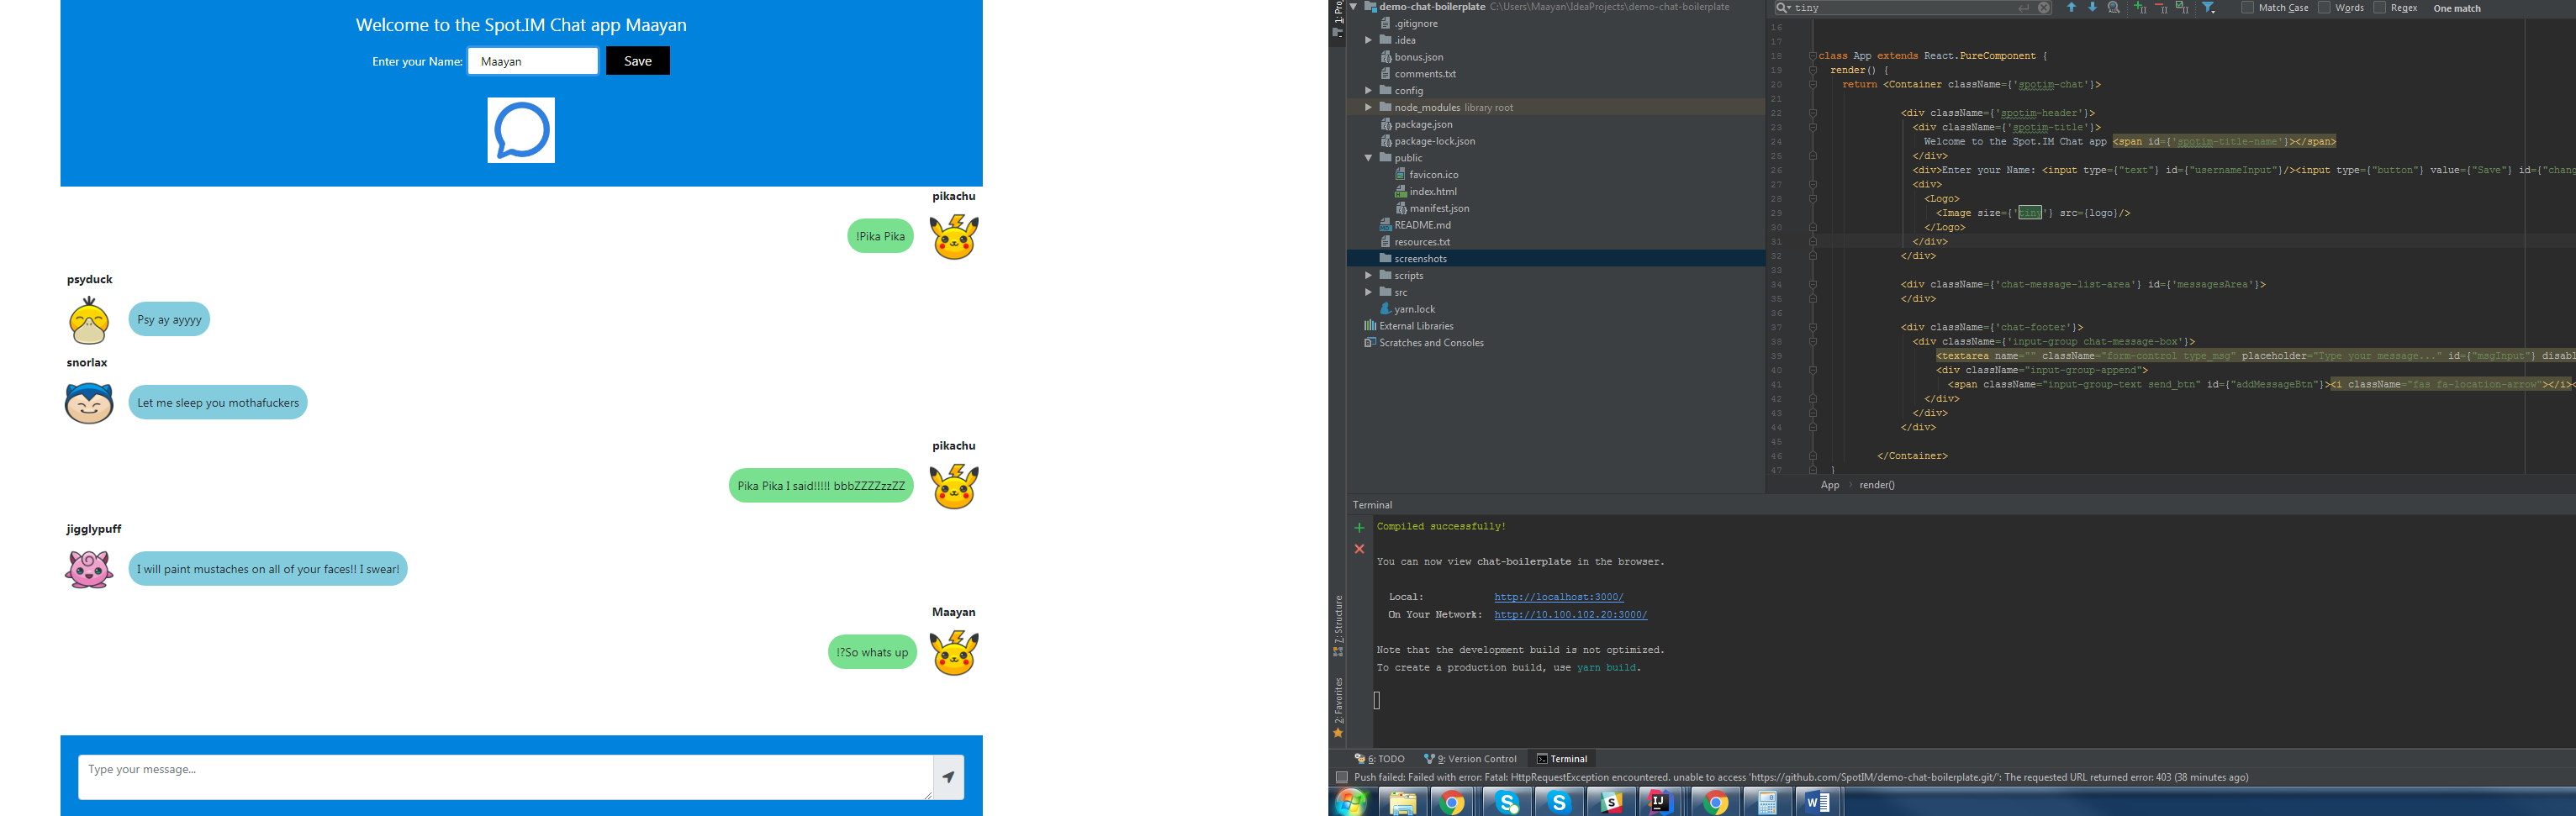 Welcome to the Spot.IM Chat app Maayan
Enter your Name: Maayan Save
pikachu
!Pika Pika
psyduck
Psy ay ayyyy
snorlax
Let me sleep you mothafuckers
pikachu
Pika Pika I said!!!!! bbbZZZZzzZZ
jigglypuff
I will paint mustaches on all of your faces!! I swear!
Maayan
!?So whats up
Type your message...
demo-chat-boilerplate C:\Users\Maayan\IdeaProjects\demo-chat-boilerplate
.gitignore
.idea
bonus.json
comments.txt
config
node_modules library root
package.json
package-lock.json
public
favicon.ico
index.html
manifest.json
README.md
resources.txt
screenshots
scripts
src
yarn.lock
External Libraries
Scratches and Consoles
tiny Match Case Words Regex One match
16
17
18 class App extends React.PureComponent {
19 render() {
20 return <Container className={'spotim-chat'}>
21
22 <div className={'spotim-header'}>
23 <div className={'spotim-title'}>
24 Welcome to the Spot.IM Chat app <span id={'spotim-title-name'}></span>
25 </div>
26 <div>Enter your Name: <input type={"text"} id={"usernameInput"}/><input type={"button"} value={"Save"} id={"chang
27 <div>
28 <Logo>
29 <Image size={'tiny'} src={logo}/>
30 </Logo>
31 </div>
32 </div>
33
34 <div className={'chat-message-list-area'} id={'messagesArea'}>
35 </div>
36
37 <div className={'chat-footer'}>
38 <div className={'input-group chat-message-box'}>
39 <textarea name="" className="form-control type_msg" placeholder="Type your message..." id={"msgInput"} disabl
40 <div className="input-group-append">
41 <span className="input-group-text send_btn" id={"addMessageBtn"}><i className="fas fa-location-arrow"></i><
42 </div>
43 </div>
44 </div>
45
46 </Container>
47 }
App render()
Terminal
Compiled successfully!
You can now view chat-boilerplate in the browser.
Local: http://localhost:3000/
On Your Network: http://10.100.102.20:3000/
Note that the development build is not optimized.
To create a production build, use yarn build.
7: Structure
2: Favorites
6: TODO 9: Version Control Terminal
Push failed: Failed with error: Fatal: HttpRequestException encountered. unable to access 'https://github.com/SpotIM/demo-chat-boilerplate.git/': The requested URL returned error: 403 (38 minutes ago)